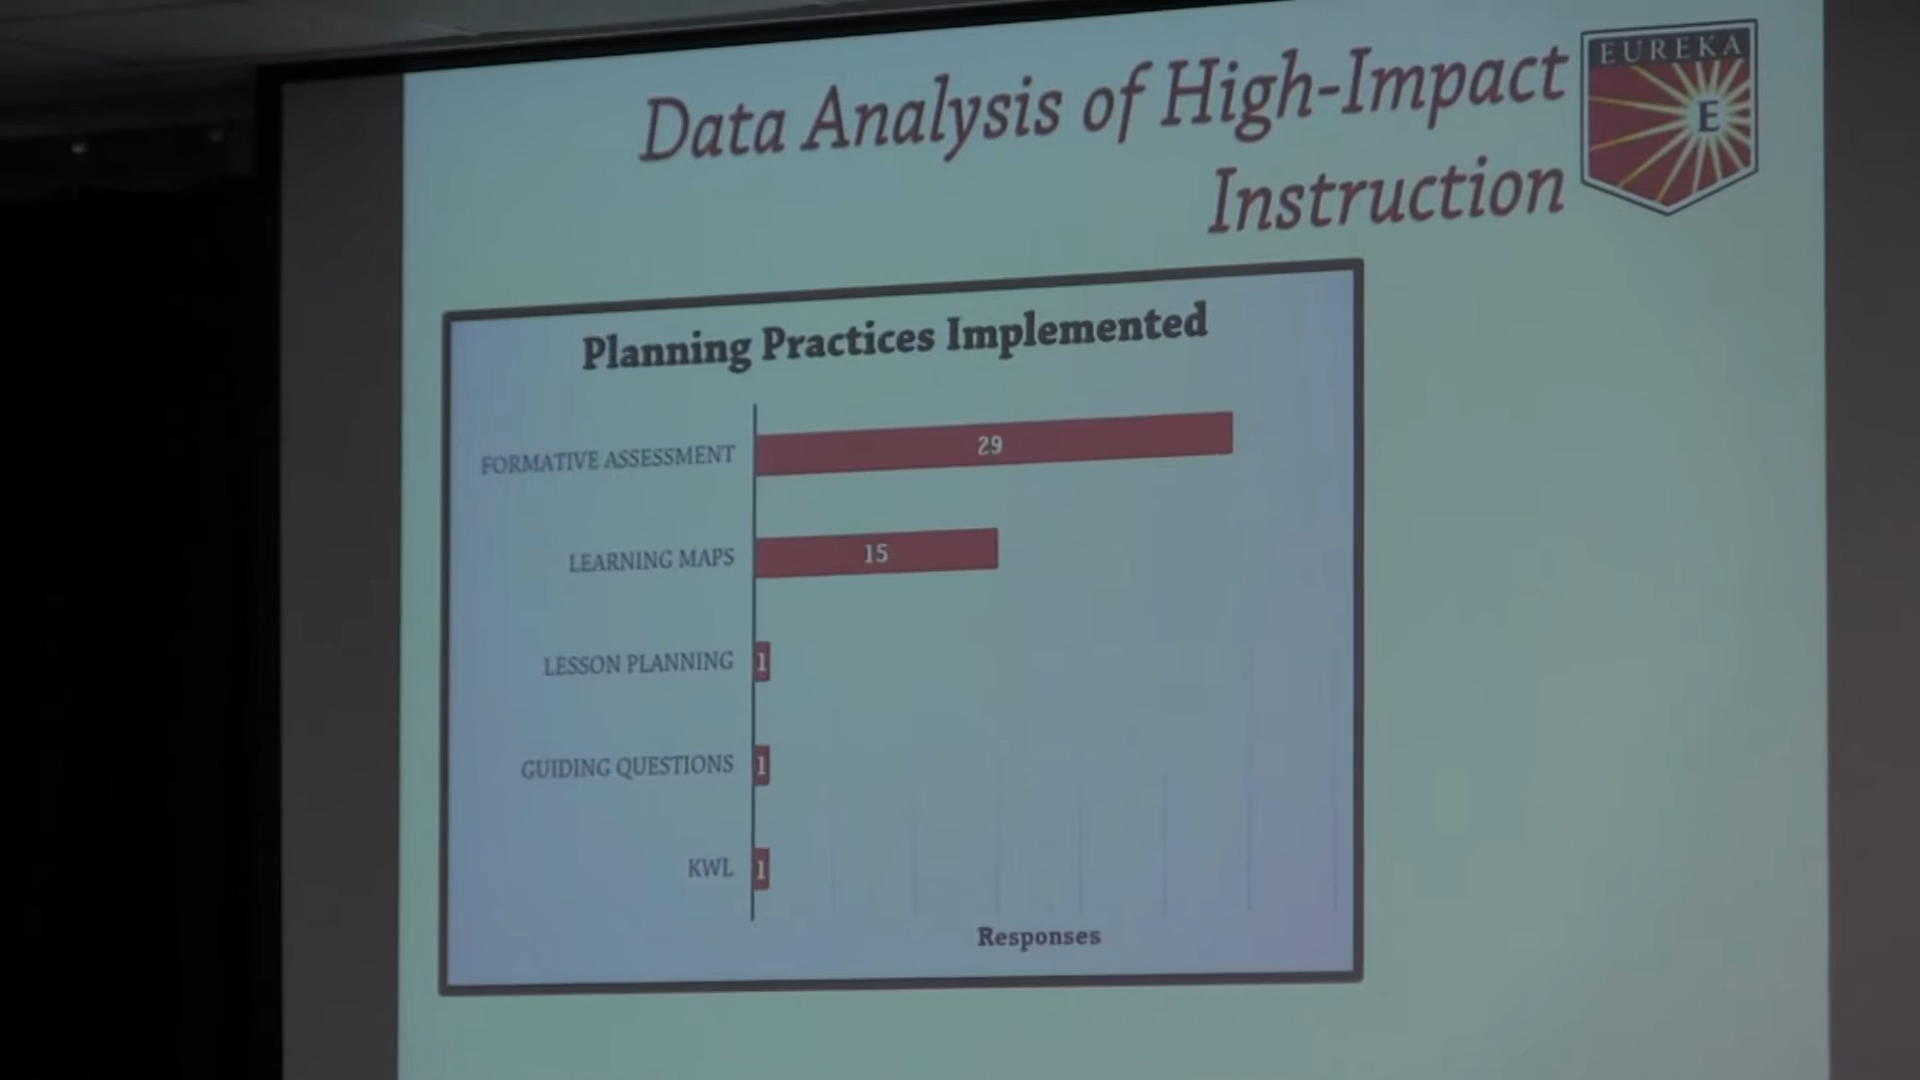 Data Analysis of High-Impact
Instruction
EUREKA
E
Planning Practices Implemented
FORMATIVE ASSESSMENT 29
LEARNING MAPS 15
LESSON PLANNING 1
GUIDING QUESTIONS 1
KWL 1
Responses